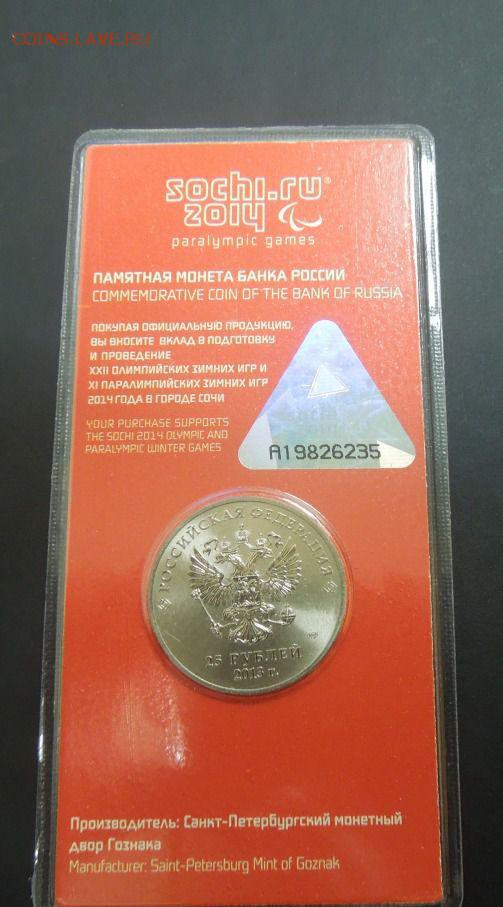 COINS.LAVE.RU
sochi.ru®
2014
paralympic games
ПАМЯТНАЯ МОНЕТА БАНКА РОССИИ
COMMEMORATIVE COIN OF THE BANK OF RUSSIA
ПОКУПАЯ ОФИЦИАЛЬНУЮ ПРОДУКЦИЮ,
ВЫ ВНОСИТЕ ВКЛАД В ПОДГОТОВКУ
И ПРОВЕДЕНИЕ
XXII ОЛИМПИЙСКИХ ЗИМНИХ ИГР И
XI ПАРАЛИМПИЙСКИХ ЗИМНИХ ИГР
2014 ГОДА В ГОРОДЕ СОЧИ
YOUR PURCHASE SUPPORTS
THE SOCHI 2014 OLYMPIC AND
PARALYMPIC WINTER GAMES
sochi
2014
A19826235
РОССИЙСКАЯ ФЕДЕРАЦИЯ
25 РУБЛЕЙ
2013 г.
Производитель: Санкт-Петербургский монетный
двор Гознака
Manufacturer: Saint-Petersburg Mint of Goznak